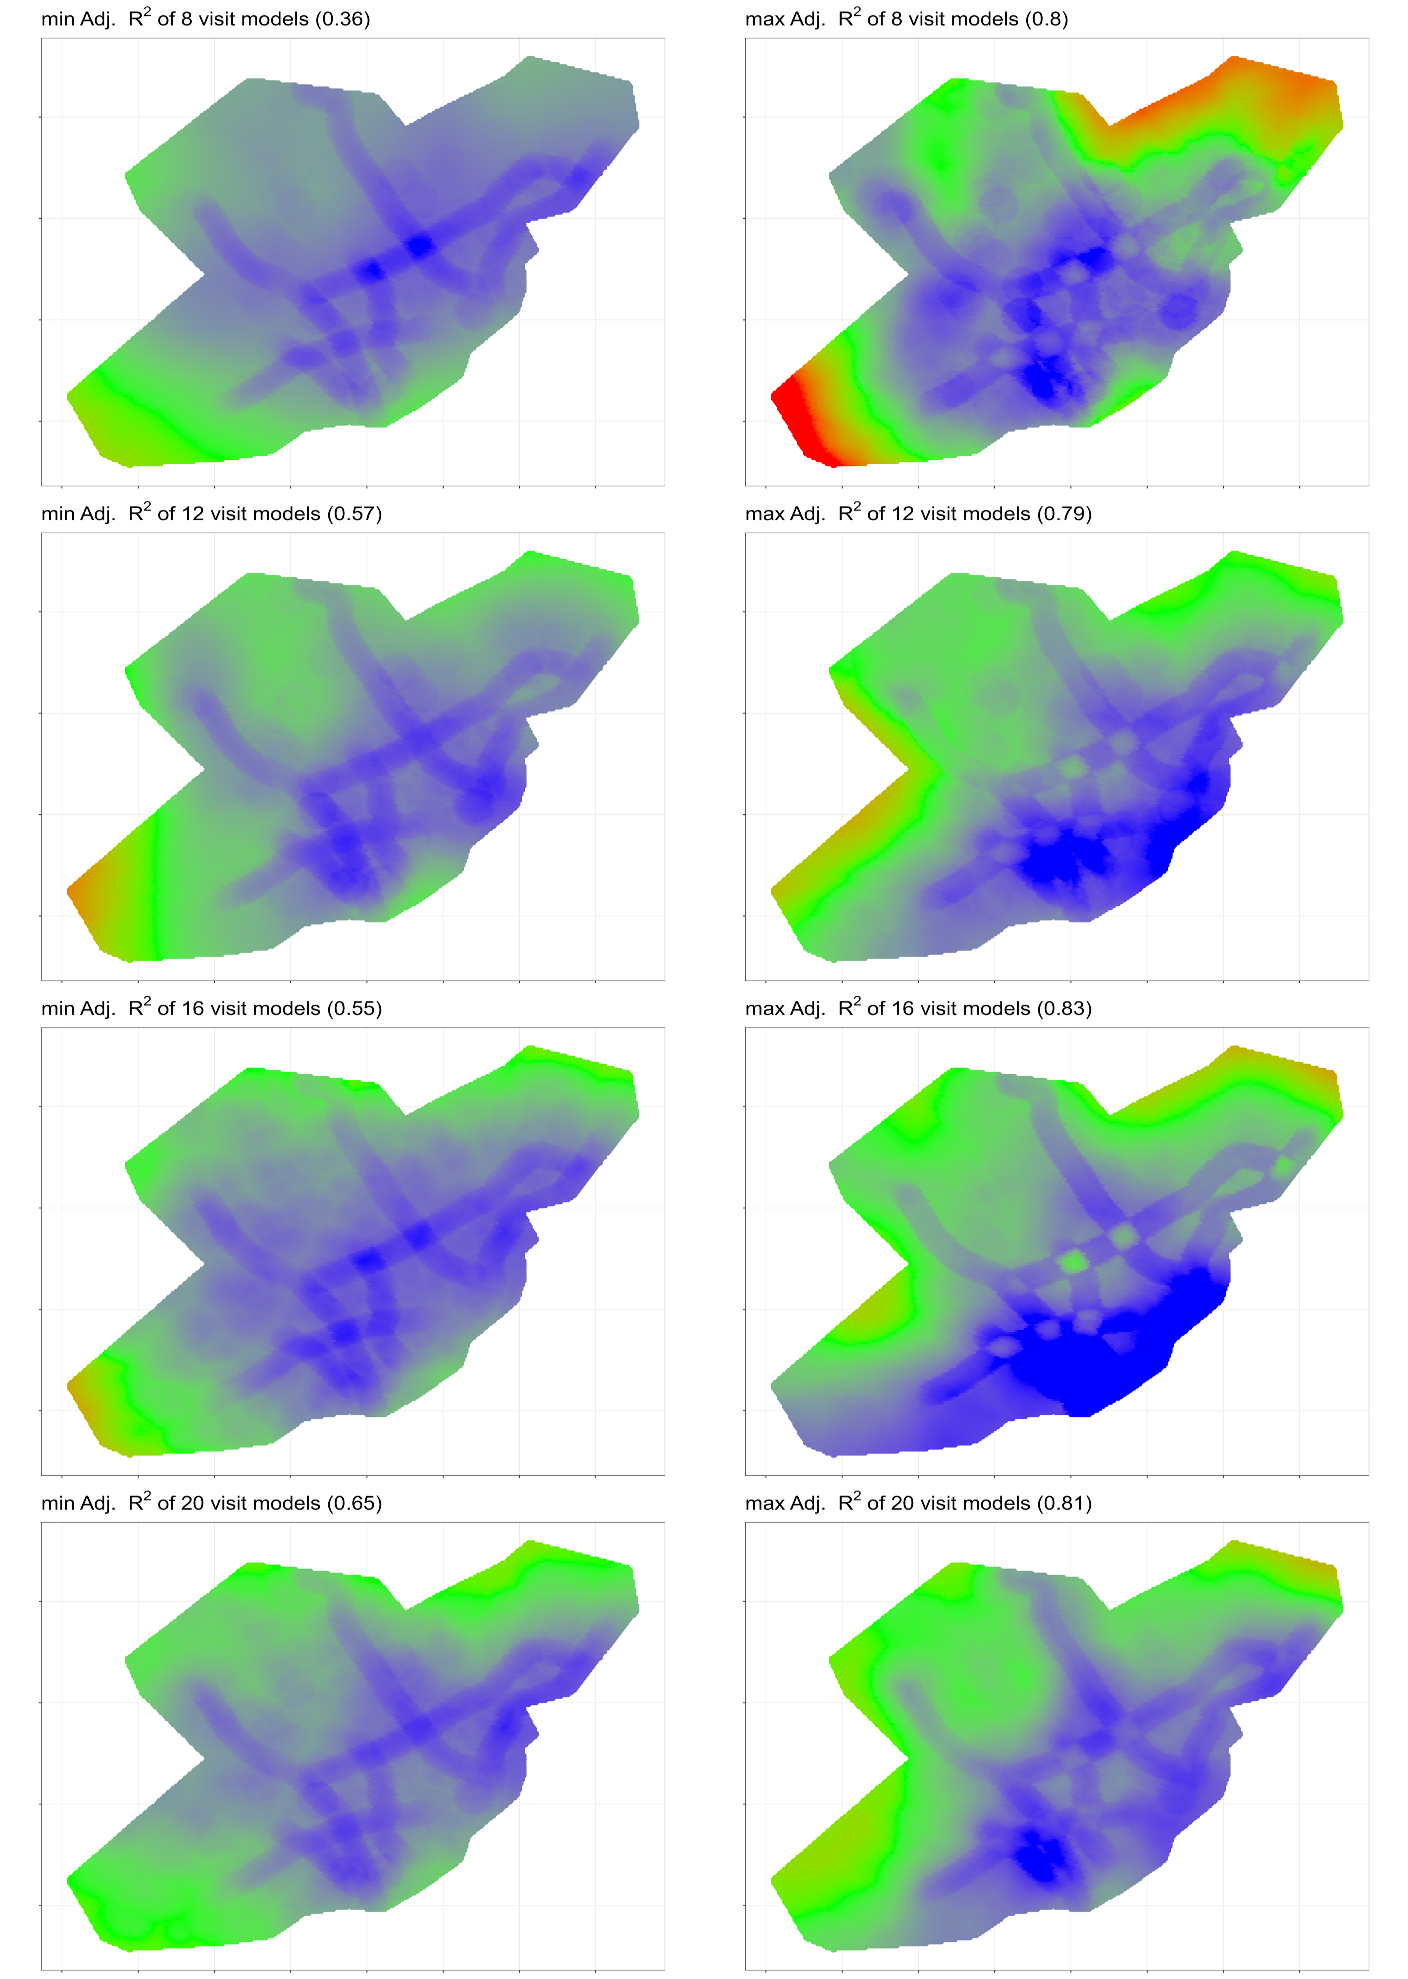 min Adj. R² of 8 visit models (0.36)
max Adj. R² of 8 visit models (0.8)
min Adj. R² of 12 visit models (0.57)
max Adj. R² of 12 visit models (0.79)
min Adj. R² of 16 visit models (0.55)
max Adj. R² of 16 visit models (0.83)
min Adj. R² of 20 visit models (0.65)
max Adj. R² of 20 visit models (0.81)